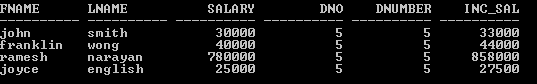 FNAME LNAME SALARY DNO DNUMBER INC_SAL
john smith 30000 5 5 33000
franklin wong 40000 5 5 44000
ramesh narayan 780000 5 5 858000
joyce english 25000 5 5 27500